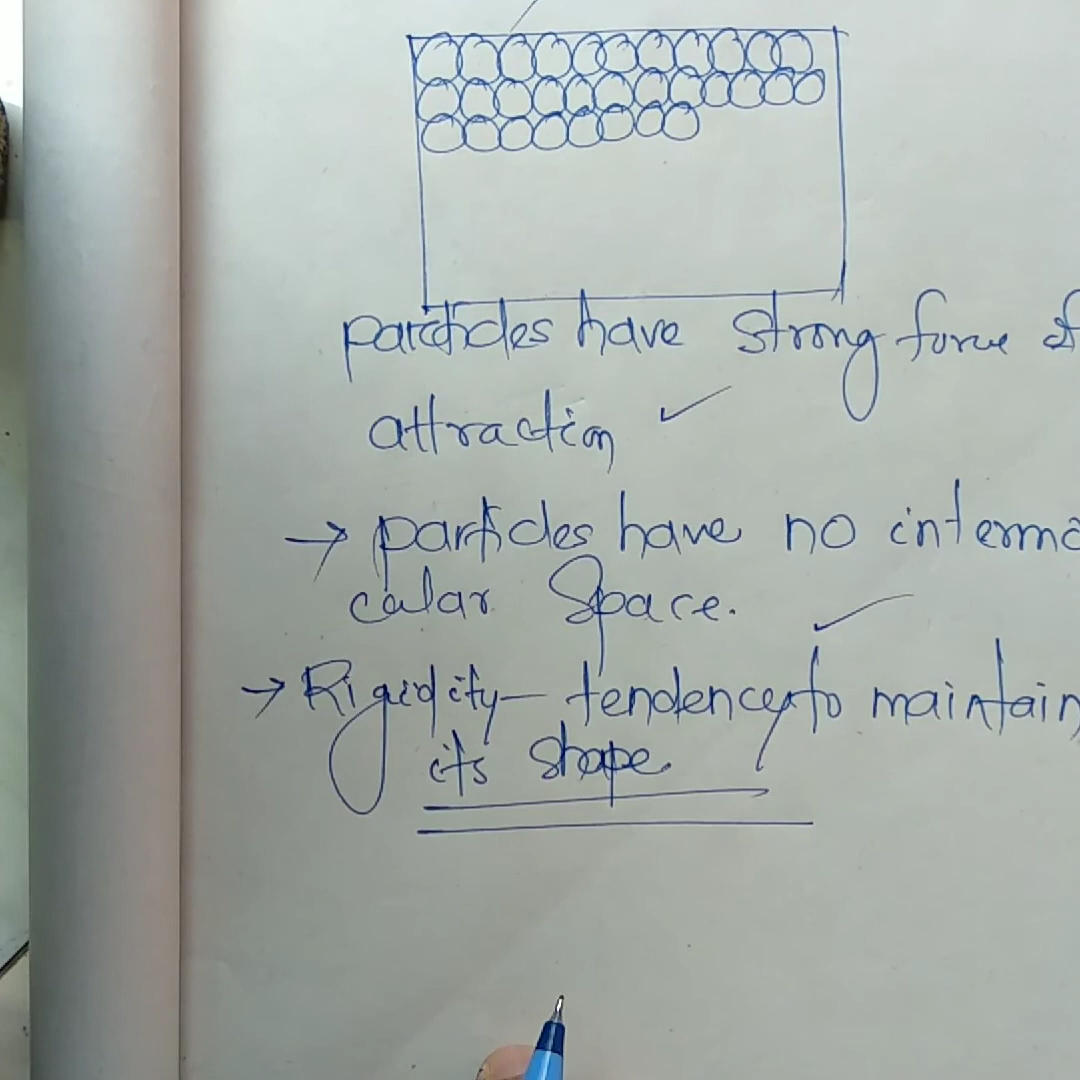 particles have strong force of
attraction ✓
→ particles have no intermo
cular space.
→ Rigidity - tendency to maintain
its shape